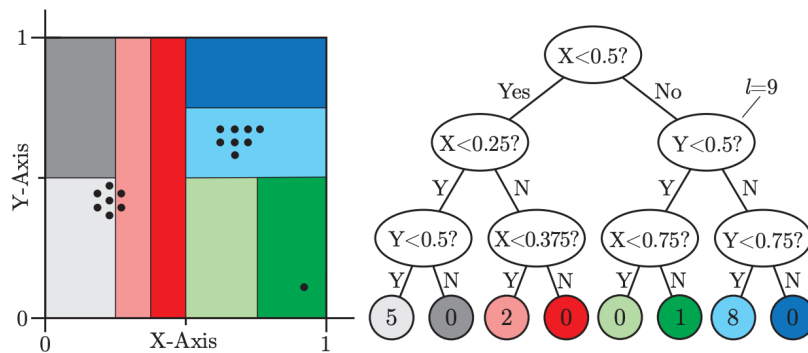 1
Y-Axis
0
0
X-Axis
1
X<0.5?
Yes
No
l=9
X<0.25?
Y<0.5?
Y
N
Y
N
Y<0.5?
X<0.375?
X<0.75?
Y<0.75?
Y
N
Y
N
Y
N
Y
N
5
0
2
0
0
1
8
0